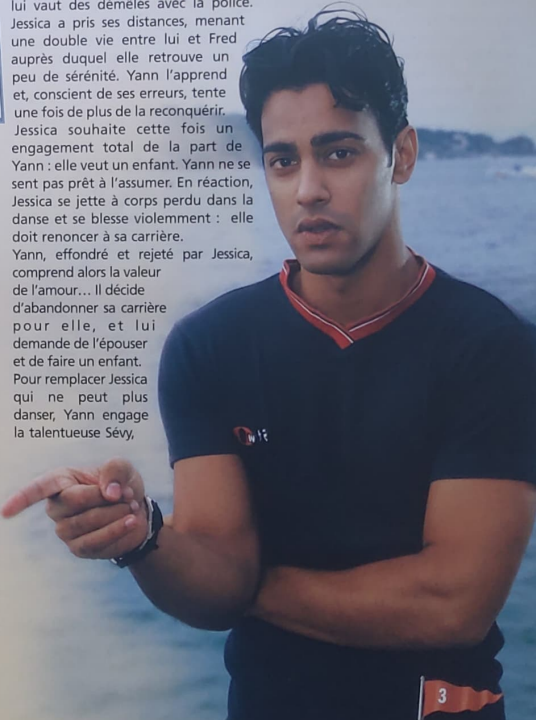 lui vaut des démêlés avec la police.
Jessica a pris ses distances, menant
une double vie entre lui et Fred
auprès duquel elle retrouve un
peu de sérénité. Yann l'apprend
et, conscient de ses erreurs, tente
une fois de plus de la reconquérir.
Jessica souhaite cette fois un
engagement total de la part de
Yann : elle veut un enfant. Yann ne se
sent pas prêt à l'assumer. En réaction,
Jessica se jette à corps perdu dans la
danse et se blesse violemment : elle
doit renoncer à sa carrière.
Yann, effondré et rejeté par Jessica,
comprend alors la valeur
de l'amour... Il décide
d'abandonner sa carrière
pour elle, et lui
demande de l'épouser
et de faire un enfant.
Pour remplacer Jessica
qui ne peut plus
danser, Yann engage
la talentueuse Sévy,
3